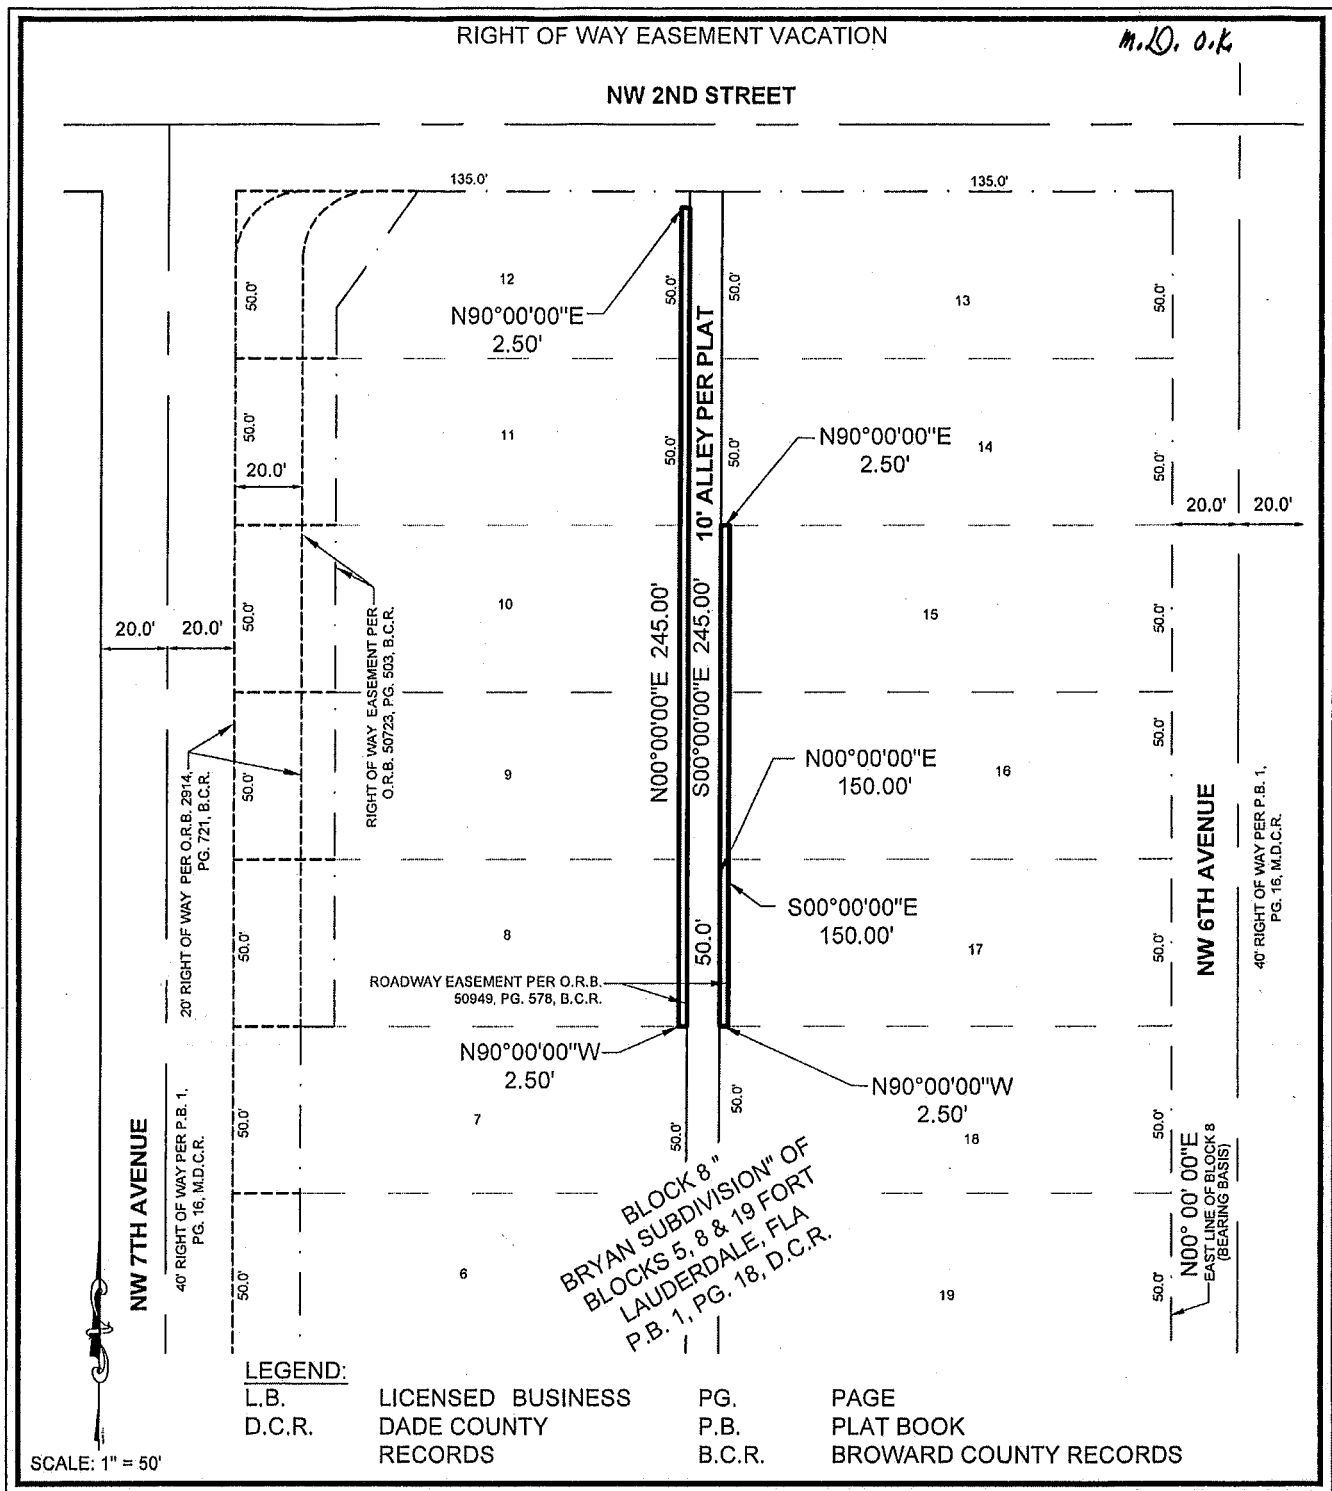 RIGHT OF WAY EASEMENT VACATION
M.D. O.K.
NW 2ND STREET
135.0'
135.0'
12
13
50.0'
50.0'
50.0'
50.0'
N90°00'00"E
2.50'
10' ALLEY PER PLAT
11
14
50.0'
50.0'
50.0'
50.0'
N90°00'00"E
2.50'
20.0'
20.0'
20.0'
10
15
50.0'
50.0'
20.0'
20.0'
RIGHT OF WAY EASEMENT PER
O.R.B. 50723, PG. 503, B.C.R.
N00°00'00"E 245.00'
S00°00'00"E 245.00'
9
16
50.0'
50.0'
N00°00'00"E
150.00'
20' RIGHT OF WAY PER O.R.B. 2914,
PG. 721, B.C.R.
NW 6TH AVENUE
40' RIGHT OF WAY PER P.B. 1,
PG. 16, M.D.C.R.
8
17
50.0'
50.0'
50.0'
S00°00'00"E
150.00'
ROADWAY EASEMENT PER O.R.B.
50949, PG. 578, B.C.R.
N90°00'00"W
2.50'
N90°00'00"W
2.50'
7
18
50.0'
50.0'
50.0'
50.0'
NW 7TH AVENUE
40' RIGHT OF WAY PER P.B. 1,
PG. 16, M.D.C.R.
BLOCK 8 "
BRYAN SUBDIVISION" OF
BLOCKS 5, 8 & 19 FORT
LAUDERDALE, FLA
P.B. 1, PG. 18, D.C.R.
6
19
50.0'
50.0'
N00° 00' 00"E
EAST LINE OF BLOCK 8
(BEARING BASIS)
LEGEND:
L.B. LICENSED BUSINESS PG. PAGE
D.C.R. DADE COUNTY P.B. PLAT BOOK
RECORDS B.C.R. BROWARD COUNTY RECORDS
SCALE: 1" = 50'